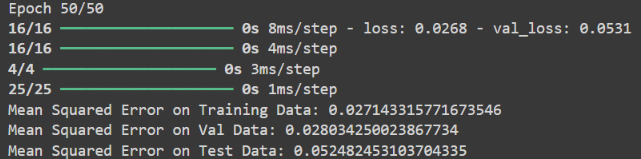 Epoch 50/50
16/16 ━━━━━━━━━━━━━━━━━━━━ 0s 8ms/step - loss: 0.0268 - val_loss: 0.0531
16/16 ━━━━━━━━━━━━━━━━━━━━ 0s 4ms/step
4/4 ━━━━━━━━━━━━━━━━━━━━ 0s 3ms/step
25/25 ━━━━━━━━━━━━━━━━━━━━ 0s 1ms/step
Mean Squared Error on Training Data: 0.027143315771673546
Mean Squared Error on Val Data: 0.028034250023867734
Mean Squared Error on Test Data: 0.052482453103704335